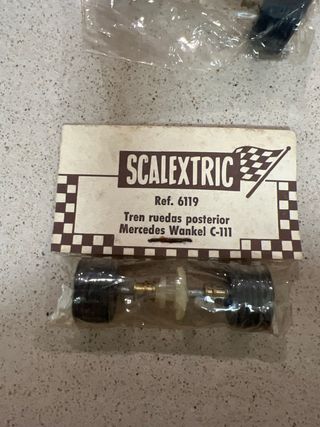 SCALEXTRIC
Ref. 6119
Tren ruedas posterior
Mercedes Wankel C-111